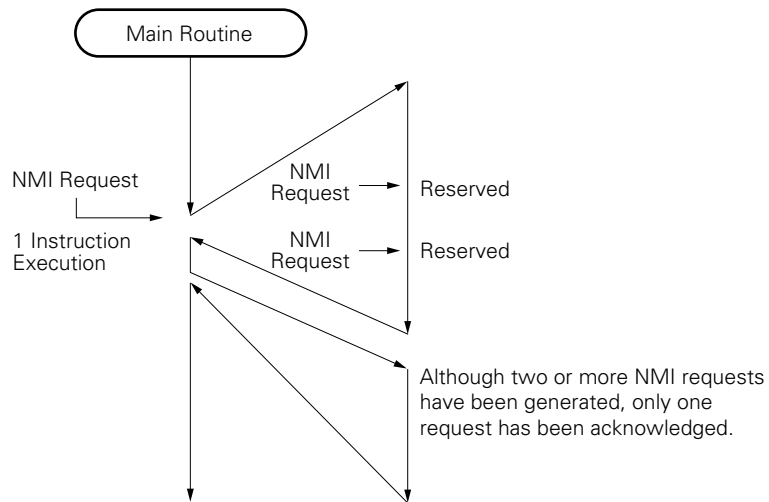 Main Routine
NMI Request
1 Instruction
Execution
NMI
Request
Reserved
NMI
Request
Reserved
Although two or more NMI requests
have been generated, only one
request has been acknowledged.